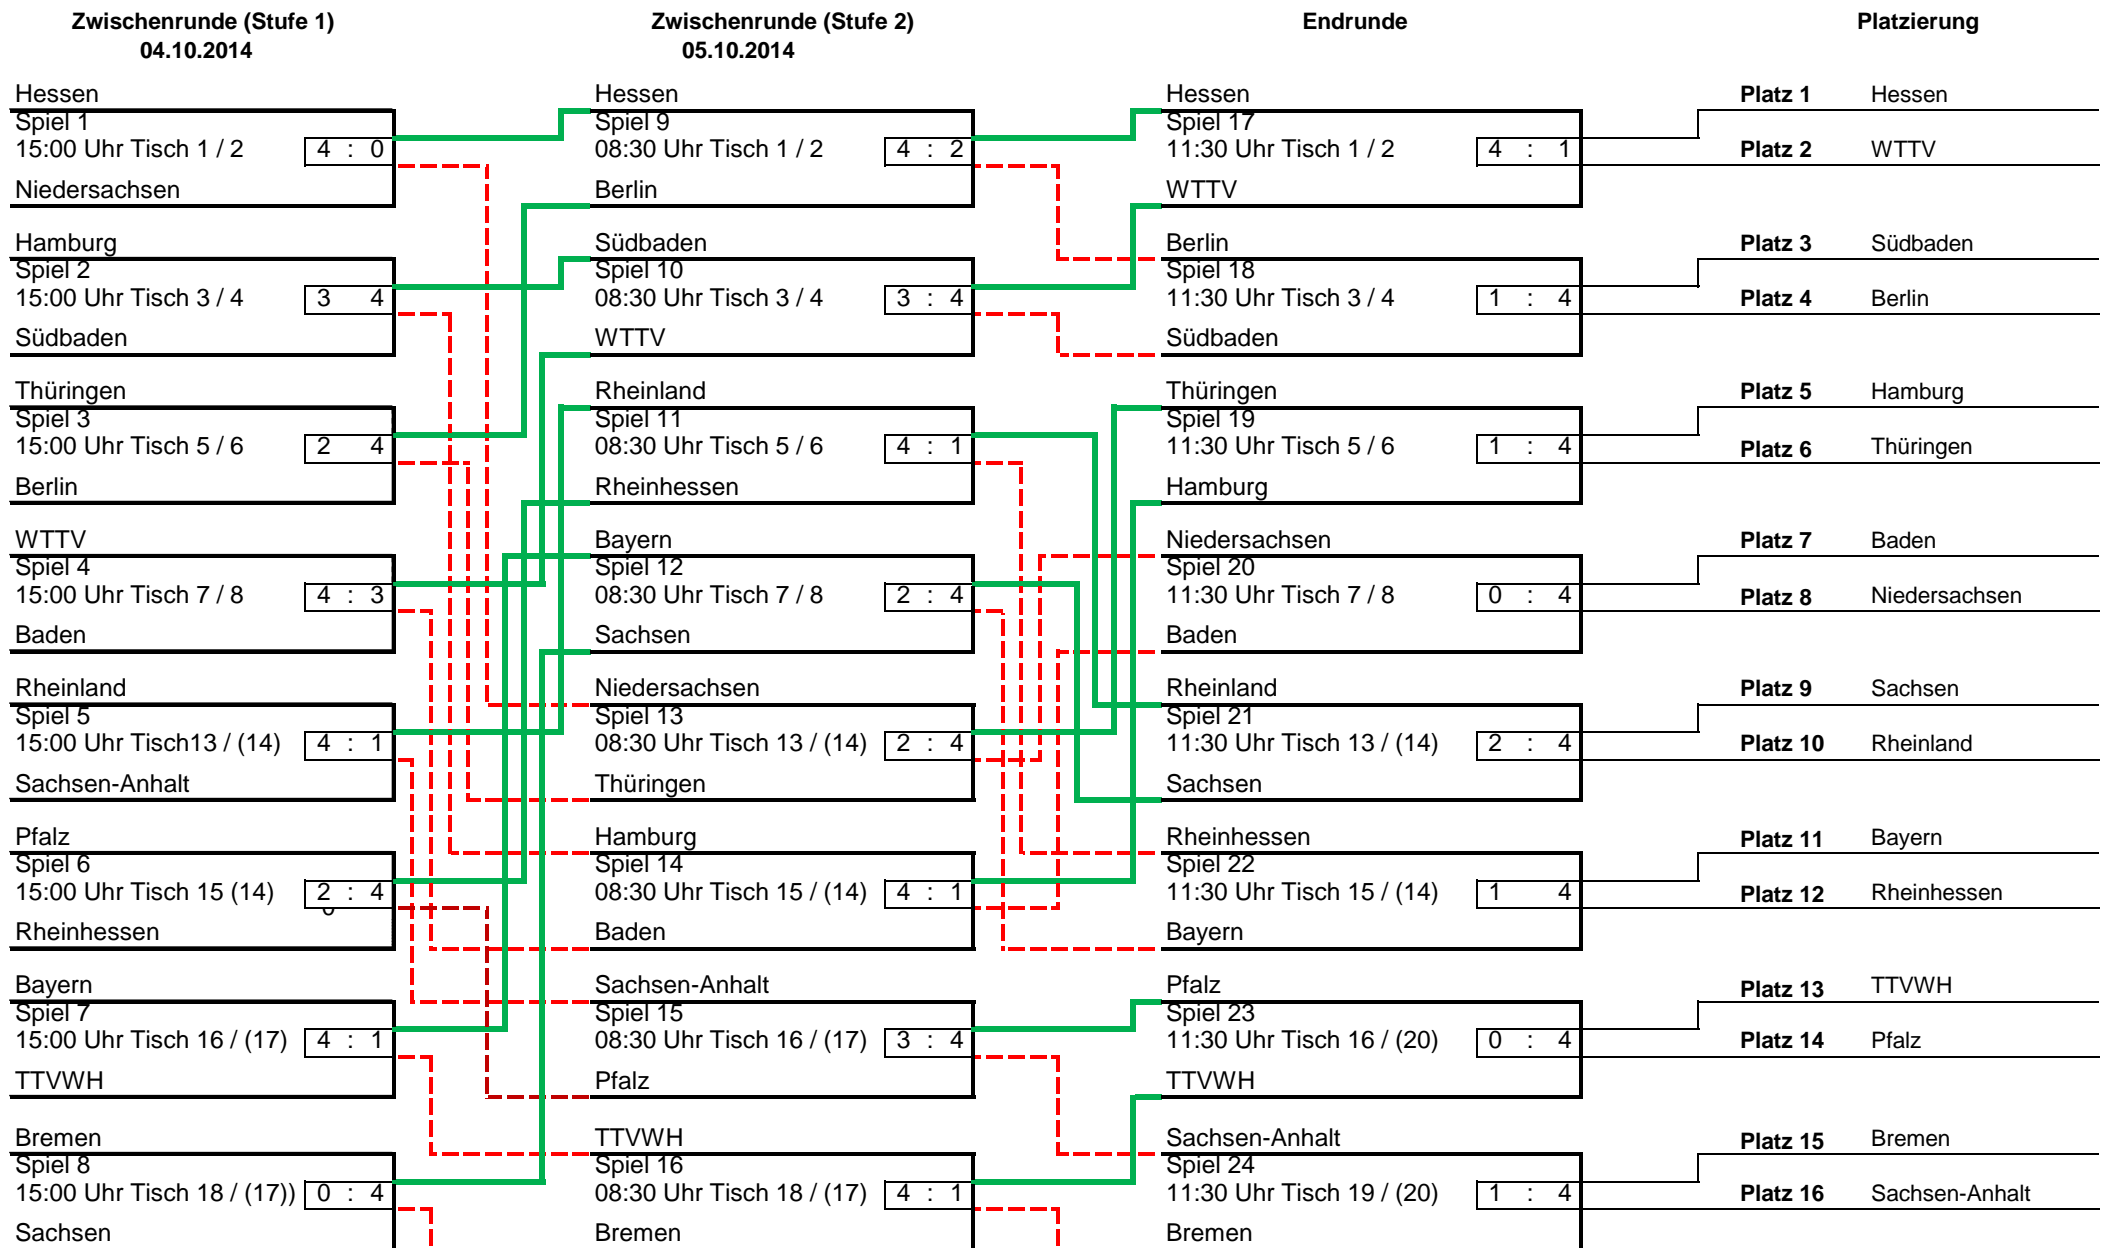 Zwischenrunde (Stufe 1) Zwischenrunde (Stufe 2) Endrunde Platzierung
04.10.2014 05.10.2014
Hessen Hessen Hessen Platz 1 Hessen
Spiel 1 Spiel 9 Spiel 17
15:00 Uhr Tisch 1 / 2 4 : 0 08:30 Uhr Tisch 1 / 2 4 : 2 11:30 Uhr Tisch 1 / 2 4 : 1 Platz 2 WTTV
Niedersachsen Berlin WTTV
Hamburg Südbaden Berlin Platz 3 Südbaden
Spiel 2 Spiel 10 Spiel 18
15:00 Uhr Tisch 3 / 4 3 4 08:30 Uhr Tisch 3 / 4 3 : 4 11:30 Uhr Tisch 3 / 4 1 : 4 Platz 4 Berlin
Südbaden WTTV Südbaden
Thüringen Rheinland Thüringen Platz 5 Hamburg
Spiel 3 Spiel 11 Spiel 19
15:00 Uhr Tisch 5 / 6 2 4 08:30 Uhr Tisch 5 / 6 4 : 1 11:30 Uhr Tisch 5 / 6 1 : 4 Platz 6 Thüringen
Berlin Rheinhessen Hamburg
WTTV Bayern Niedersachsen Platz 7 Baden
Spiel 4 Spiel 12 Spiel 20
15:00 Uhr Tisch 7 / 8 4 : 3 08:30 Uhr Tisch 7 / 8 2 : 4 11:30 Uhr Tisch 7 / 8 0 : 4 Platz 8 Niedersachsen
Baden Sachsen Baden
Rheinland Niedersachsen Rheinland Platz 9 Sachsen
Spiel 5 Spiel 13 Spiel 21
15:00 Uhr Tisch13 / (14) 4 : 1 08:30 Uhr Tisch 13 / (14) 2 : 4 11:30 Uhr Tisch 13 / (14) 2 : 4 Platz 10 Rheinland
Sachsen-Anhalt Thüringen Sachsen
Pfalz Hamburg Rheinhessen Platz 11 Bayern
Spiel 6 Spiel 14 Spiel 22
15:00 Uhr Tisch 15 (14) 2 : 4 08:30 Uhr Tisch 15 / (14) 4 : 1 11:30 Uhr Tisch 15 / (14) 1 4 Platz 12 Rheinhessen
Rheinhessen Baden Bayern
Bayern Sachsen-Anhalt Pfalz Platz 13 TTVWH
Spiel 7 Spiel 15 Spiel 23
15:00 Uhr Tisch 16 / (17) 4 : 1 08:30 Uhr Tisch 16 / (17) 3 : 4 11:30 Uhr Tisch 16 / (20) 0 : 4 Platz 14 Pfalz
TTVWH Pfalz TTVWH
Bremen TTVWH Sachsen-Anhalt Platz 15 Bremen
Spiel 8 Spiel 16 Spiel 24
15:00 Uhr Tisch 18 / (17)) 0 : 4 08:30 Uhr Tisch 18 / (17) 4 : 1 11:30 Uhr Tisch 19 / (20) 1 : 4 Platz 16 Sachsen-Anhalt
Sachsen Bremen Bremen